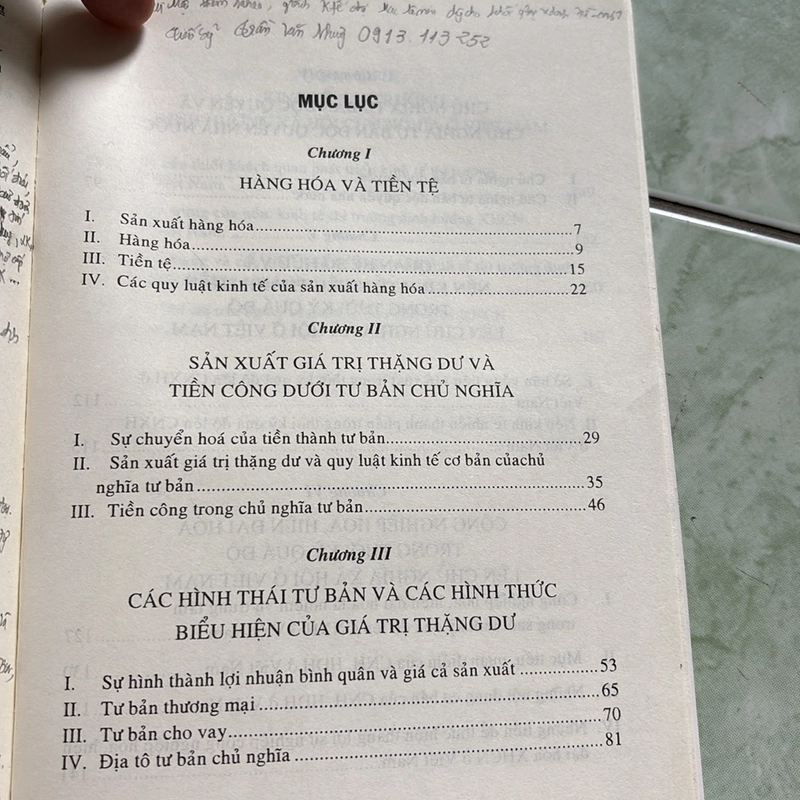 Trần Văn Nhung 0913.113252
MỤC LỤC
Chương I
HÀNG HÓA VÀ TIỀN TỆ
I. Sản xuất hàng hóa 7
II. Hàng hóa 9
III. Tiền tệ 15
IV. Các quy luật kinh tế của sản xuất hàng hóa 22
Chương II
SẢN XUẤT GIÁ TRỊ THẶNG DƯ VÀ
TIỀN CÔNG DƯỚI TƯ BẢN CHỦ NGHĨA
I. Sự chuyển hoá của tiền thành tư bản 29
II. Sản xuất giá trị thặng dư và quy luật kinh tế cơ bản củachủ
nghĩa tư bản 35
III. Tiền công trong chủ nghĩa tư bản 46
Chương III
CÁC HÌNH THÁI TƯ BẢN VÀ CÁC HÌNH THỨC
BIỂU HIỆN CỦA GIÁ TRỊ THẶNG DƯ
I. Sự hình thành lợi nhuận bình quân và giá cả sản xuất 53
II. Tư bản thương mại 65
III. Tư bản cho vay 70
IV. Địa tô tư bản chủ nghĩa 81